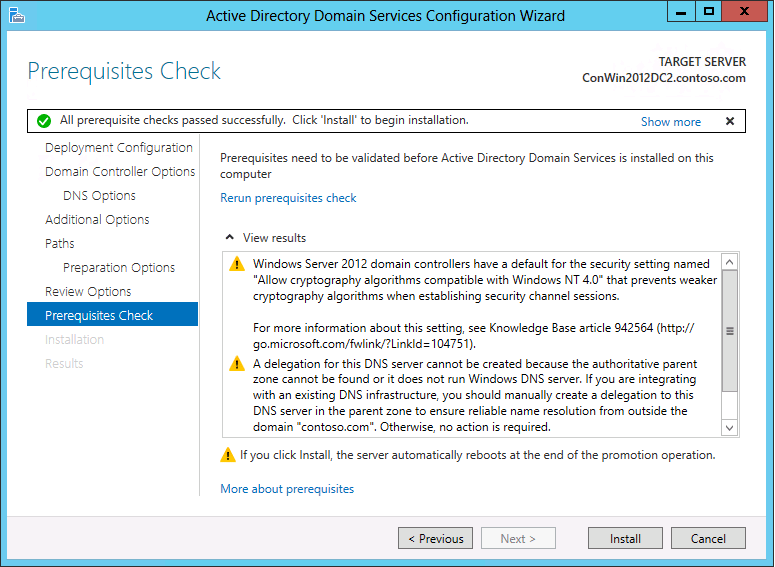 Active Directory Domain Services Configuration Wizard
Prerequisites Check
TARGET SERVER
ConWin2012DC2.contoso.com
All prerequisite checks passed successfully.  Click 'Install' to begin installation.
Show more
Deployment Configuration
Domain Controller Options
DNS Options
Additional Options
Paths
Preparation Options
Review Options
Prerequisites Check
Installation
Results
Prerequisites need to be validated before Active Directory Domain Services is installed on this
computer
Rerun prerequisites check
View results
Windows Server 2012 domain controllers have a default for the security setting named
"Allow cryptography algorithms compatible with Windows NT 4.0" that prevents weaker
cryptography algorithms when establishing security channel sessions.
For more information about this setting, see Knowledge Base article 942564 (http://
go.microsoft.com/fwlink/?LinkId=104751).
A delegation for this DNS server cannot be created because the authoritative parent
zone cannot be found or it does not run Windows DNS server. If you are integrating
with an existing DNS infrastructure, you should manually create a delegation to this
DNS server in the parent zone to ensure reliable name resolution from outside the
domain "contoso.com". Otherwise, no action is required.
If you click Install, the server automatically reboots at the end of the promotion operation.
More about prerequisites
< Previous
Next >
Install
Cancel